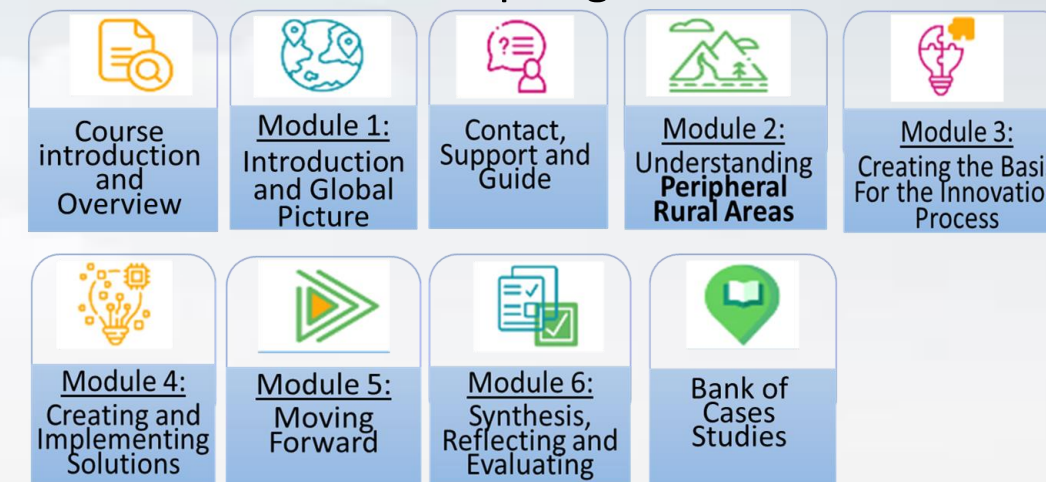 Course
introduction
and
Overview
Module 1:
Introduction
and Global
Picture
Contact,
Support and
Guide
Module 2:
Understanding
Peripheral
Rural Areas
Module 3:
Creating the Basi
For the Innovatio
Process
Module 4:
Creating and
Implementing
Solutions
Module 5:
Moving
Forward
Module 6:
Synthesis,
Reflecting and
Evaluating
Bank of
Cases
Studies